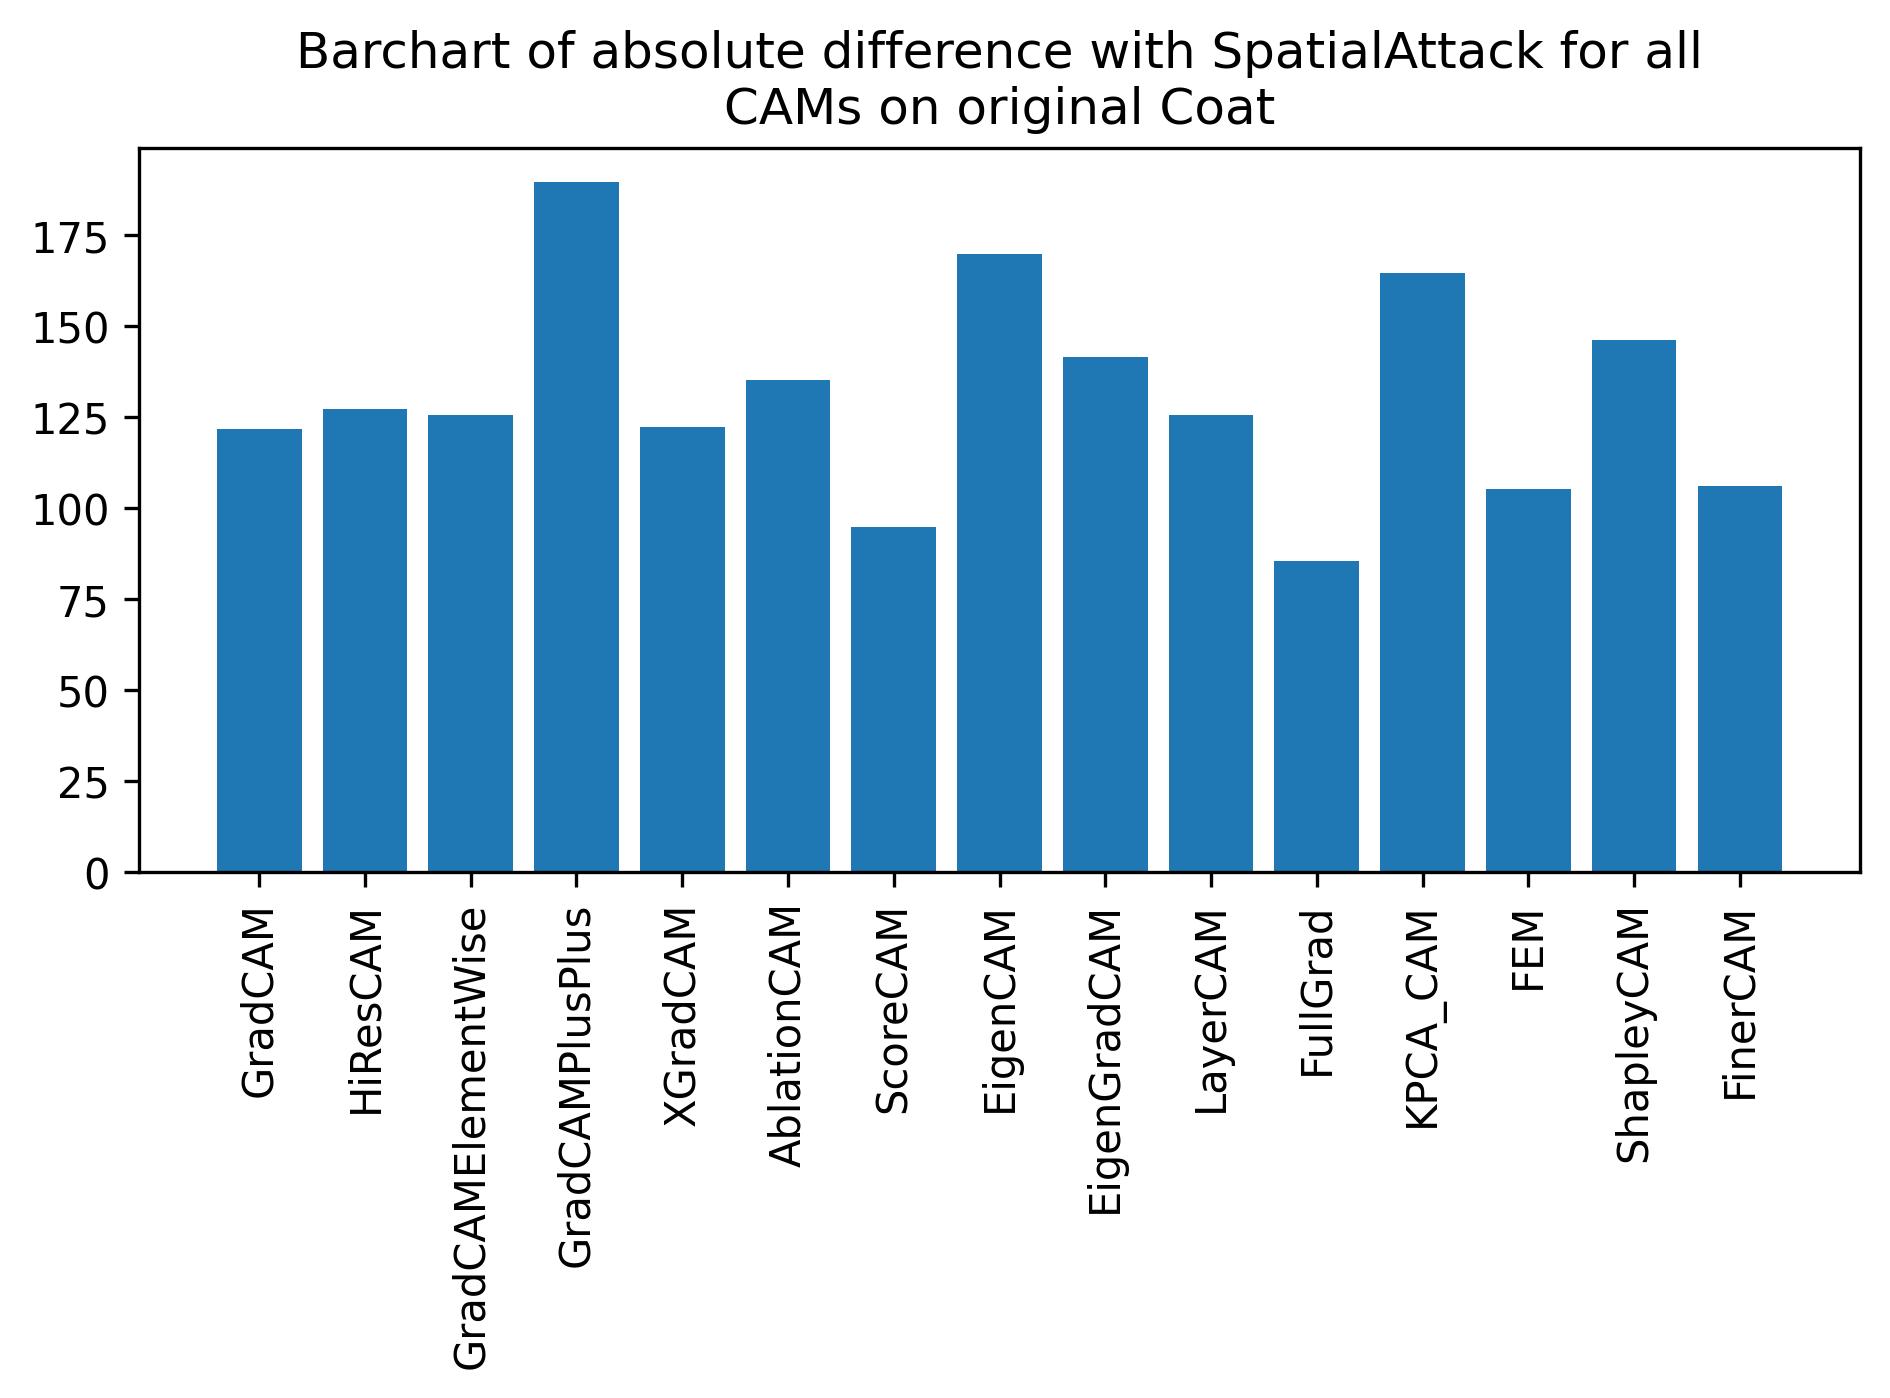 Barchart of absolute difference with SpatialAttack for all
CAMs on original Coat
175
150
125
100
75
50
25
0
GradCAM
HiResCAM
GradCAMElementWise
GradCAMPlusPlus
XGradCAM
AblationCAM
ScoreCAM
EigenCAM
EigenGradCAM
LayerCAM
FullGrad
KPCA_CAM
FEM
ShapleyCAM
FinerCAM